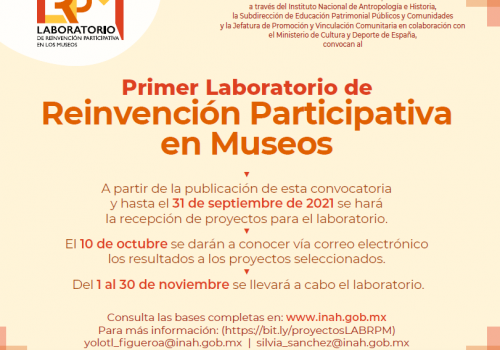 ERPM
LABORATORIO
DE REINVENCIÓN PARTICIPATIVA
EN LOS MUSEOS
a través del Instituto Nacional de Antropología e Historia,
la Subdirección de Educación Patrimonial Públicos y Comunidades
y la Jefatura de Promoción y Vinculación Comunitaria en colaboración con
el Ministerio de Cultura y Deporte de España,
convocan al
Primer Laboratorio de
Reinvención Participativa
en Museos
A partir de la publicación de esta convocatoria
y hasta el 31 de septiembre de 2021 se hará
la recepción de proyectos para el laboratorio.
El 10 de octubre se darán a conocer vía correo electrónico
los resultados a los proyectos seleccionados.
Del 1 al 30 de noviembre se llevará a cabo el laboratorio.
Consulta las bases completas en: www.inah.gob.mx
Para más información: (https://bit.ly/proyectosLABRPM)
yolotl_figueroa@inah.gob.mx | silvia_sanchez@inah.gob.mx